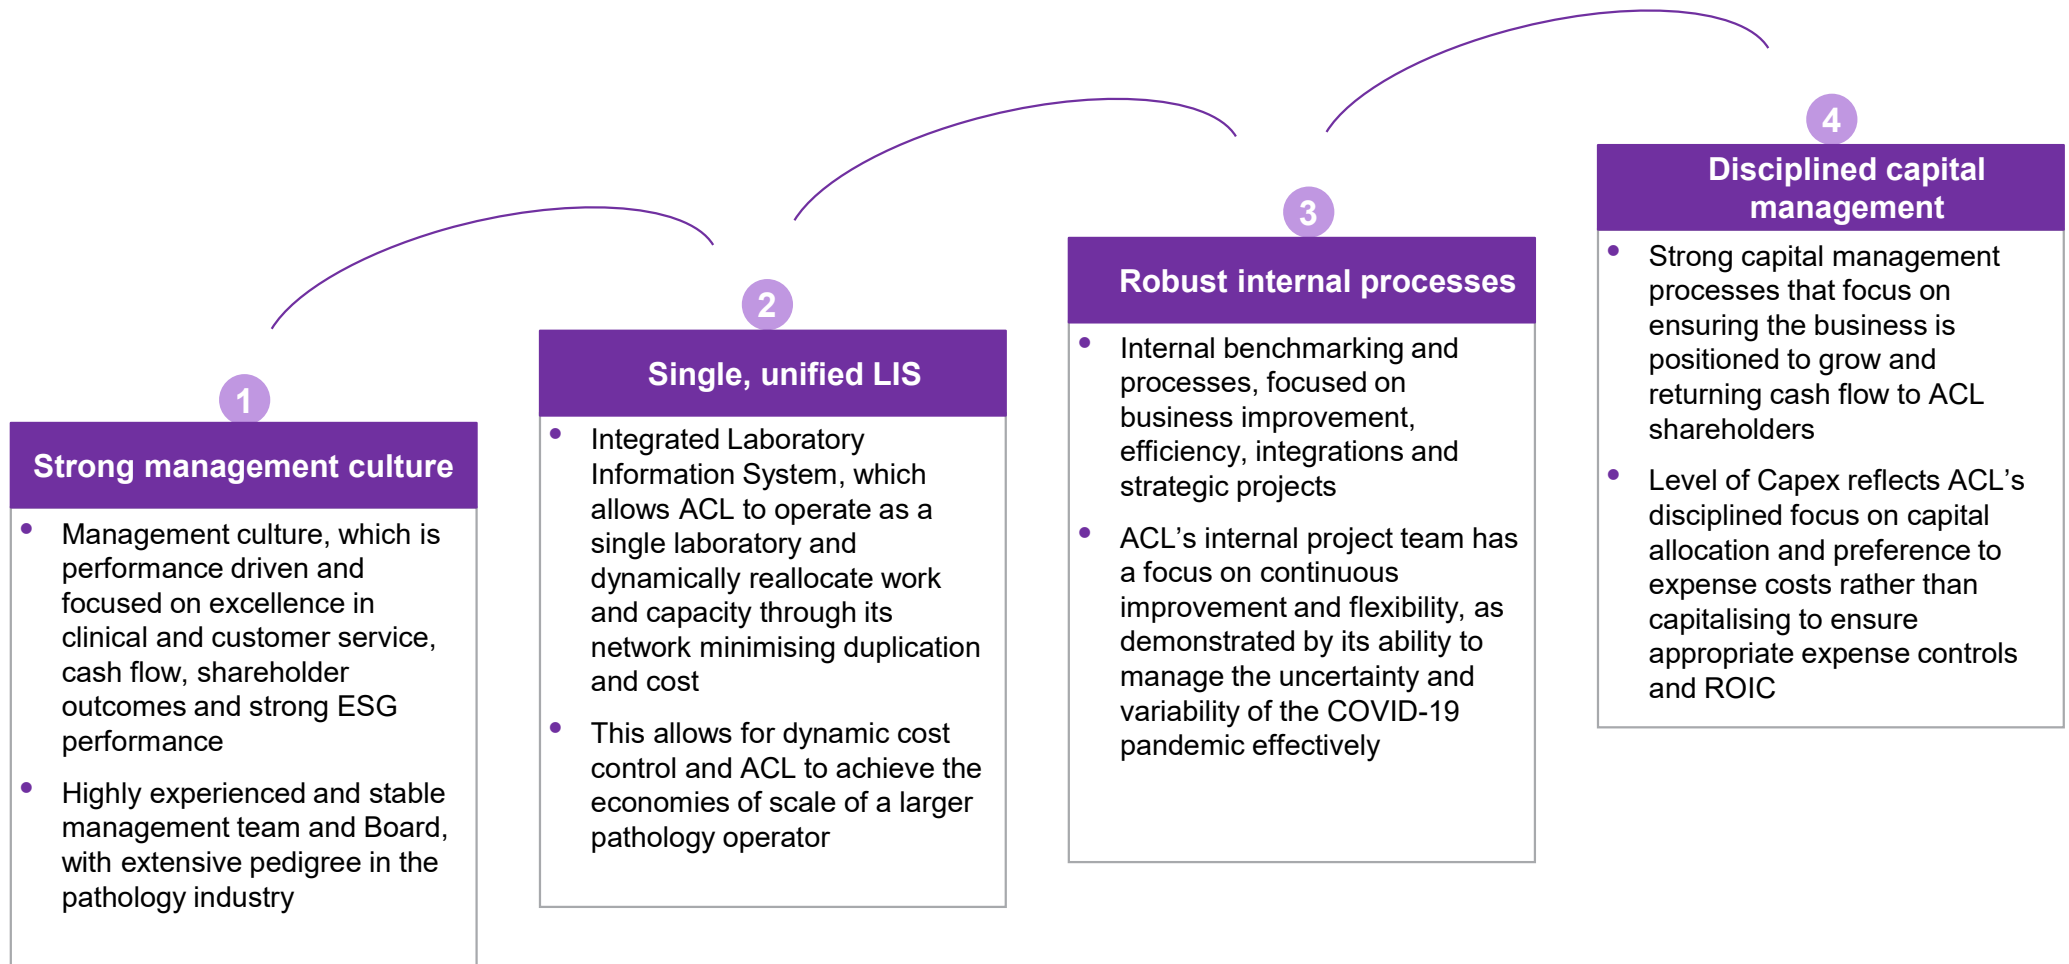 1
Strong management culture
• Management culture, which is
performance driven and
focused on excellence in
clinical and customer service,
cash flow, shareholder
outcomes and strong ESG
performance
• Highly experienced and stable
management team and Board,
with extensive pedigree in the
pathology industry
2
Single, unified LIS
• Integrated Laboratory
Information System, which
allows ACL to operate as a
single laboratory and
dynamically reallocate work
and capacity through its
network minimising duplication
and cost
• This allows for dynamic cost
control and ACL to achieve the
economies of scale of a larger
pathology operator
3
Robust internal processes
• Internal benchmarking and
processes, focused on
business improvement,
efficiency, integrations and
strategic projects
• ACL’s internal project team has
a focus on continuous
improvement and flexibility, as
demonstrated by its ability to
manage the uncertainty and
variability of the COVID-19
pandemic effectively
4
Disciplined capital
management
• Strong capital management
processes that focus on
ensuring the business is
positioned to grow and
returning cash flow to ACL
shareholders
• Level of Capex reflects ACL’s
disciplined focus on capital
allocation and preference to
expense costs rather than
capitalising to ensure
appropriate expense controls
and ROIC